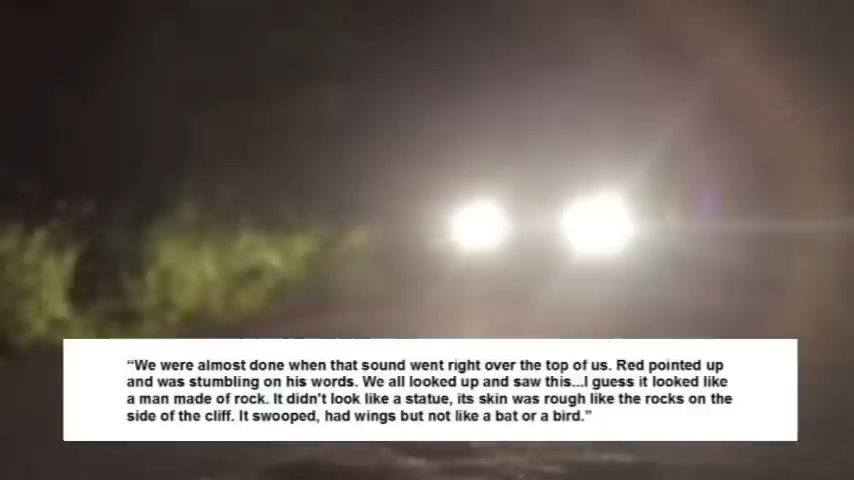 “We were almost done when that sound went right over the top of us. Red pointed up
and was stumbling on his words. We all looked up and saw this...I guess it looked like
a man made of rock. It didn't look like a statue, its skin was rough like the rocks on the
side of the cliff. It swooped, had wings but not like a bat or a bird.”